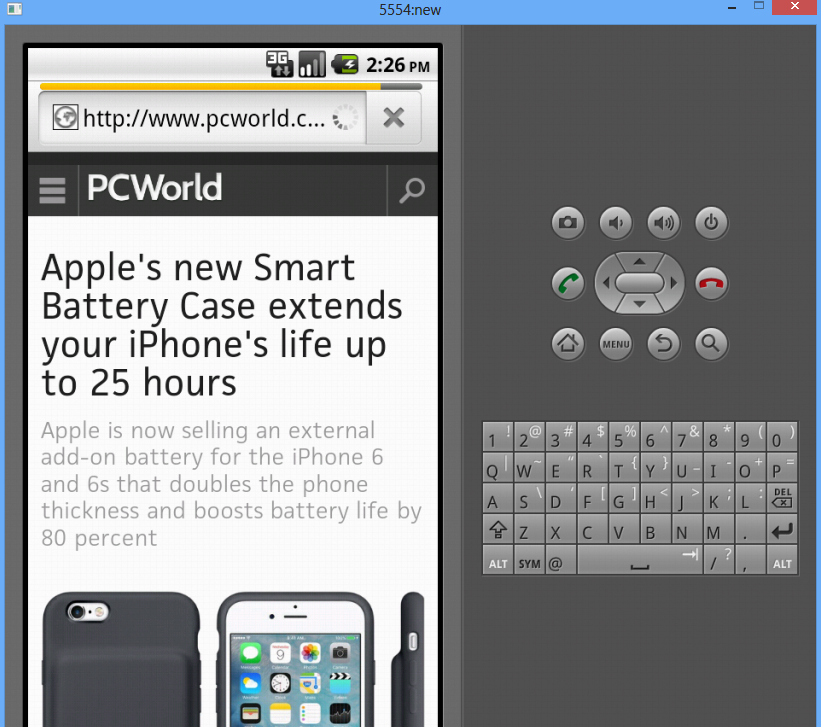 5554:new
3G 2:26 PM
http://www.pcworld.c...
PCWorld
Apple's new Smart
Battery Case extends
your iPhone's life up
to 25 hours
Apple is now selling an external
add-on battery for the iPhone 6
and 6s that doubles the phone
thickness and boosts battery life by
80 percent
MENU
1 ! 2 @ 3 # 4 $ 5 % 6 ^ 7 & 8 * 9 ( 0 )
Q | W ~ E " R ` T { Y } U _ I - O + P =
A S \ D ' F [ G ] H < J > K ; L : DEL
Z X C V B N M .
ALT SYM @ / ? , ALT